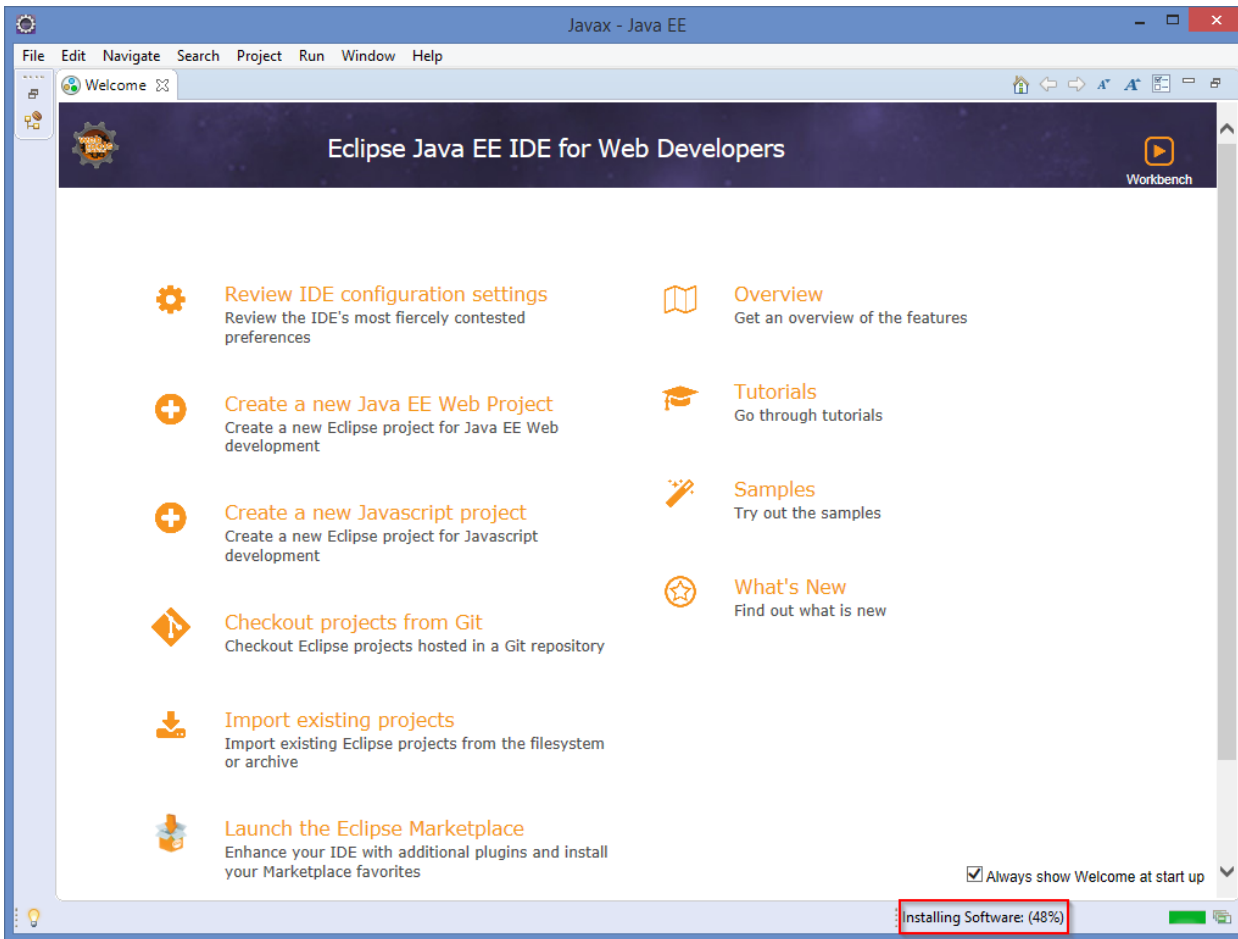 Javax - Java EE
File Edit Navigate Search Project Run Window Help
Welcome
Eclipse Java EE IDE for Web Developers
Workbench
Review IDE configuration settings
Review the IDE's most fiercely contested
preferences
Create a new Java EE Web Project
Create a new Eclipse project for Java EE Web
development
Create a new Javascript project
Create a new Eclipse project for Javascript
development
Checkout projects from Git
Checkout Eclipse projects hosted in a Git repository
Import existing projects
Import existing Eclipse projects from the filesystem
or archive
Launch the Eclipse Marketplace
Enhance your IDE with additional plugins and install
your Marketplace favorites
Overview
Get an overview of the features
Tutorials
Go through tutorials
Samples
Try out the samples
What's New
Find out what is new
Always show Welcome at start up
Installing Software: (48%)